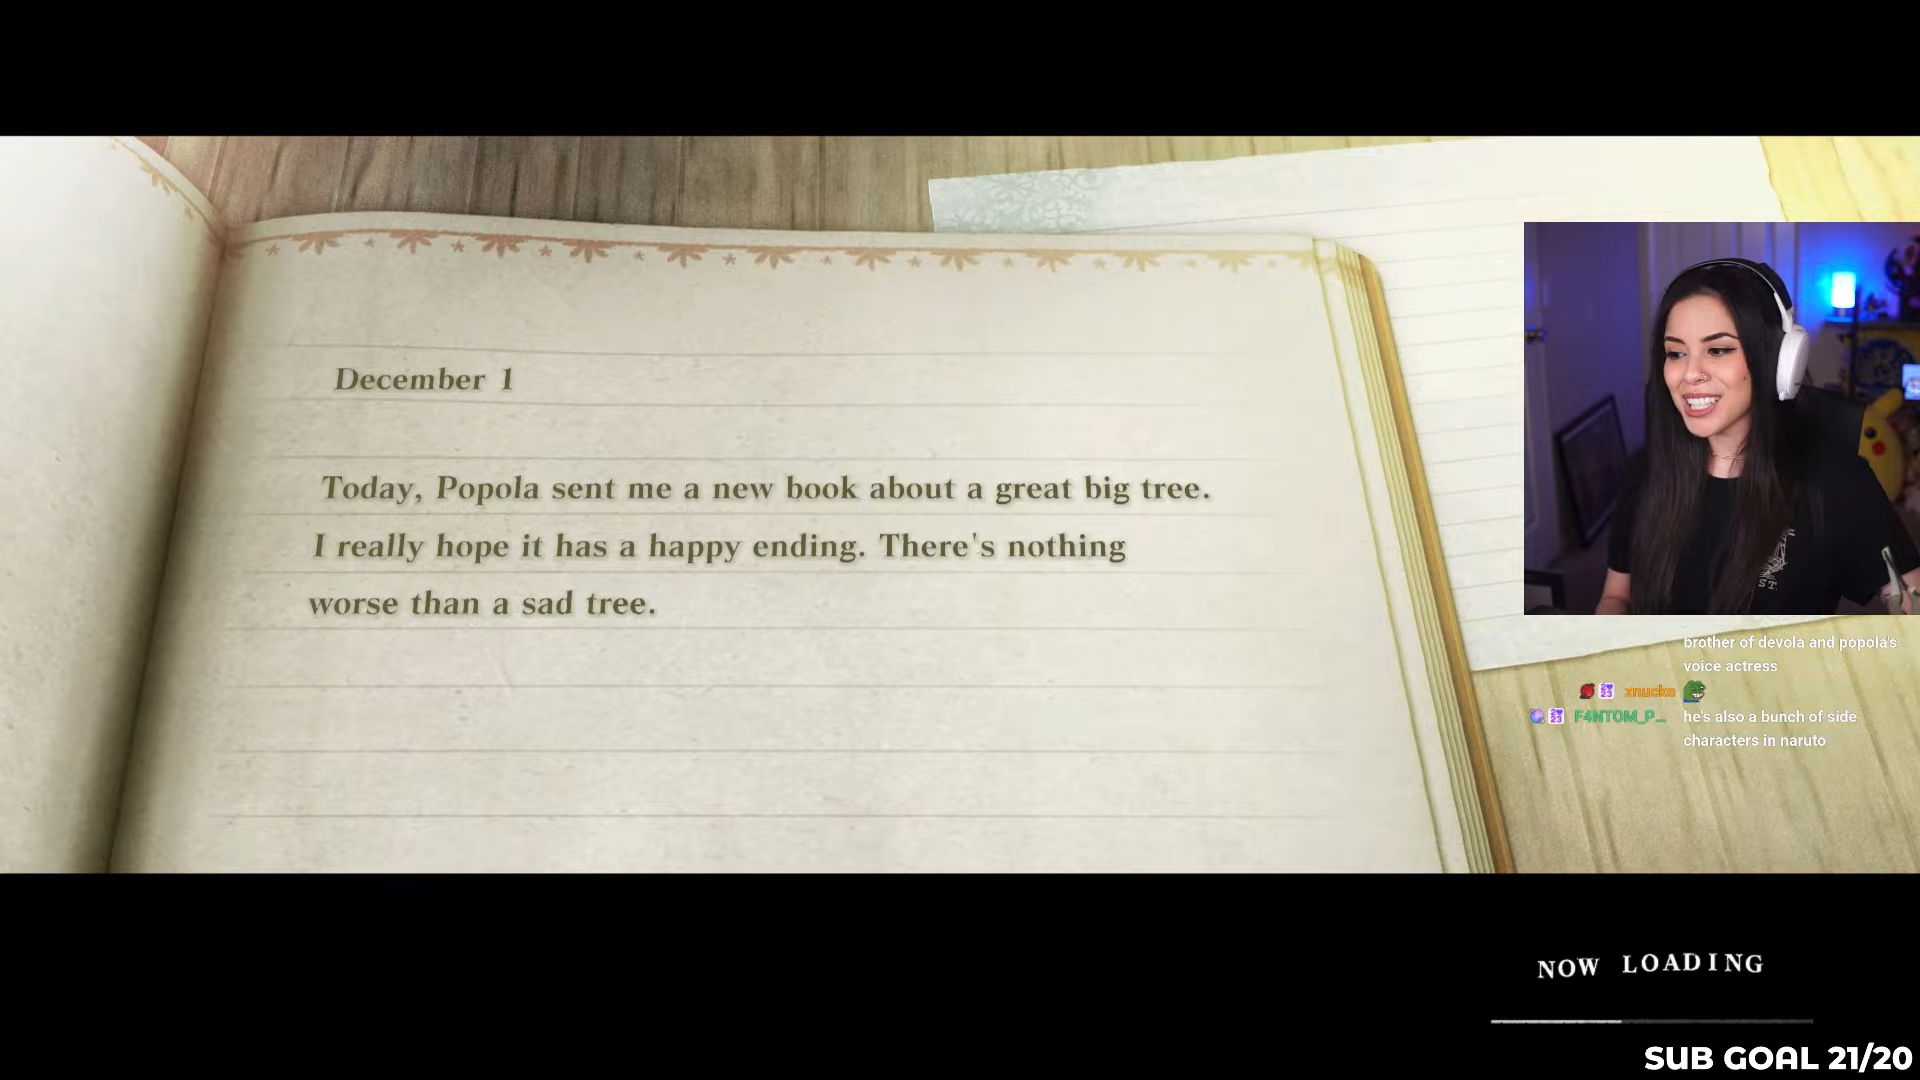 December 1
Today, Popola sent me a new book about a great big tree.
I really hope it has a happy ending. There's nothing
worse than a sad tree.
brother of devola and popola's
voice actress
znucke
F4NTOM_P...
he's also a bunch of side
characters in naruto
NOW LOADING
SUB GOAL 21/20